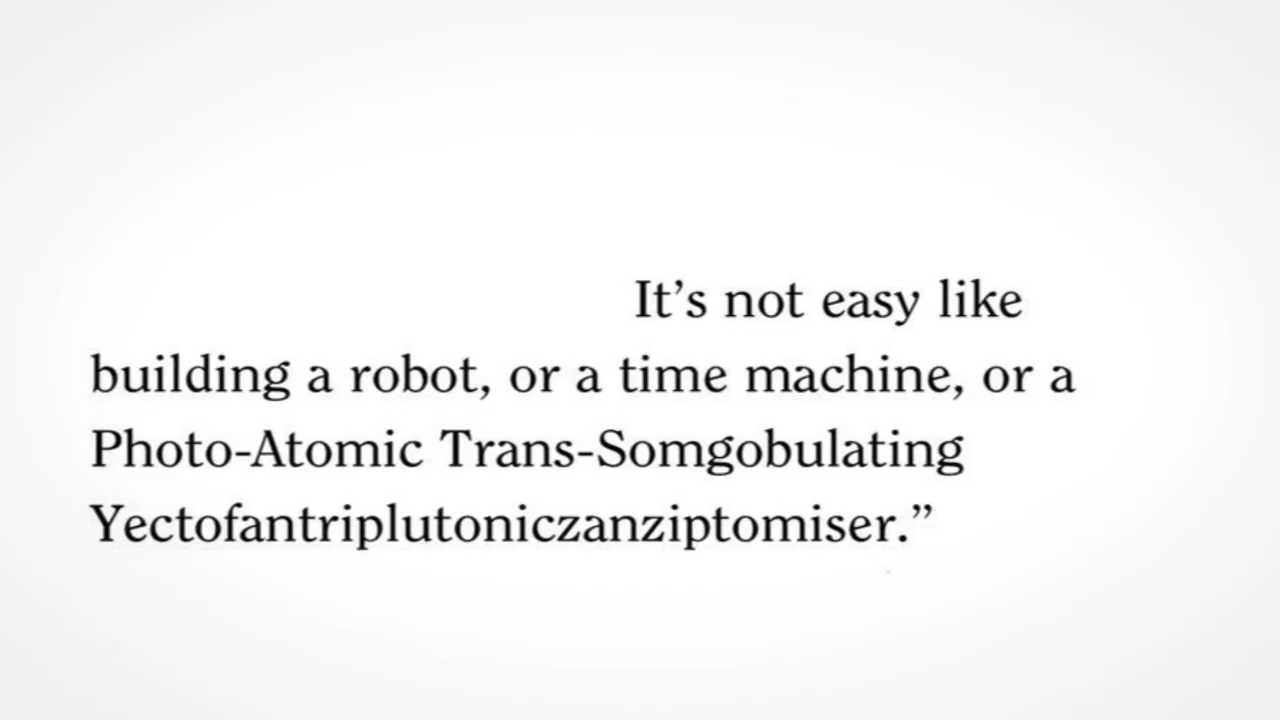 It’s not easy like
building a robot, or a time machine, or a
Photo-Atomic Trans-Somgobulating
Yectofantriplutoniczanziptomiser.”